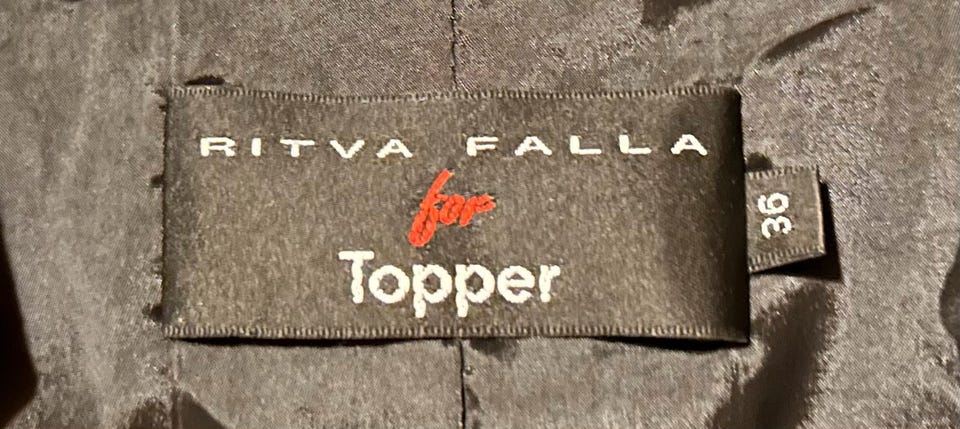 RITVA FALLA
for
Topper
36